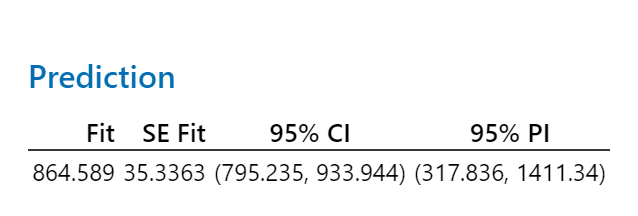 Prediction
Fit SE Fit 95% CI 95% PI
864.589 35.3363 (795.235, 933.944) (317.836, 1411.34)